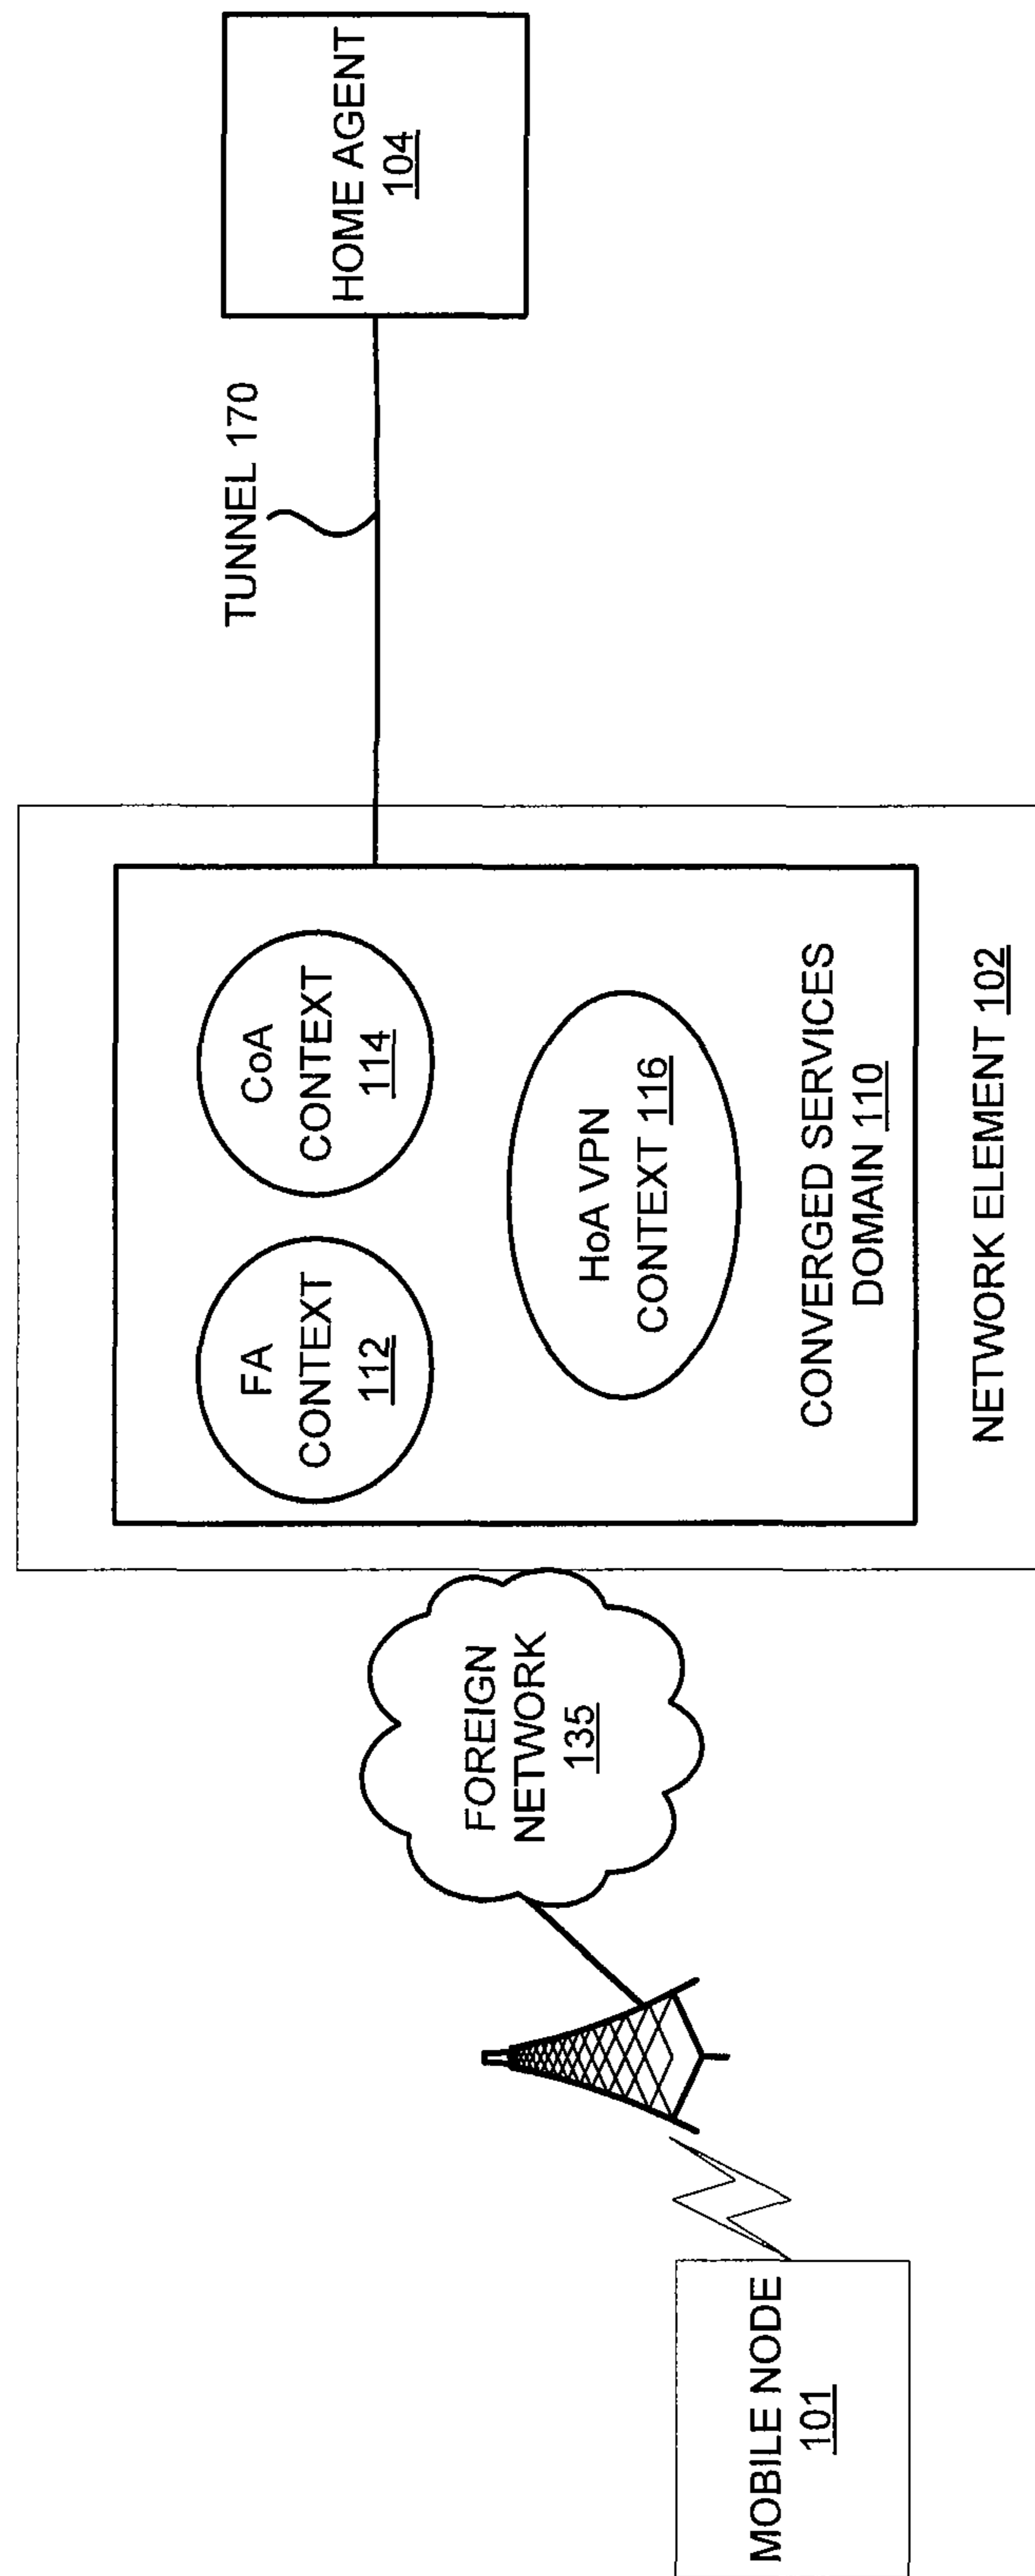 MOBILE NODE
101
FOREIGN
NETWORK
135
FA
CONTEXT
112
CoA
CONTEXT
114
HoA VPN
CONTEXT 116
CONVERGED SERVICES
DOMAIN 110
NETWORK ELEMENT 102
TUNNEL 170
HOME AGENT
104